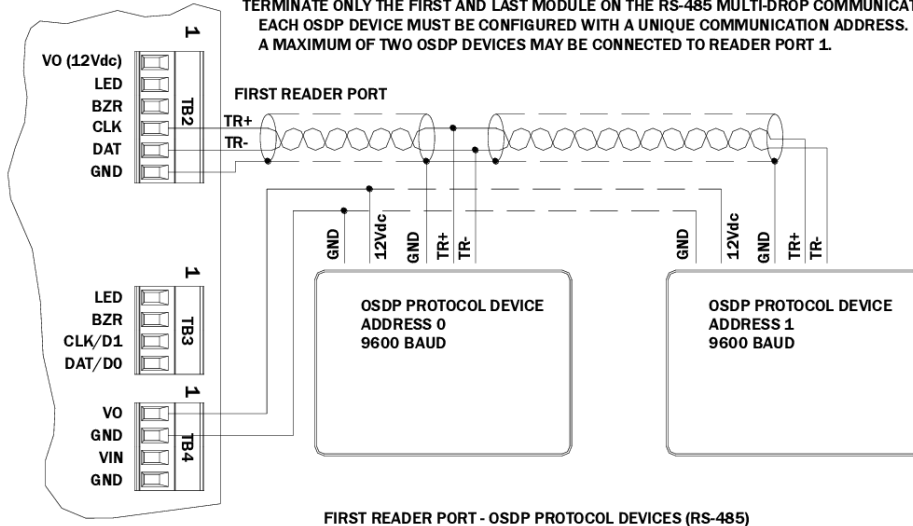 TERMINATE ONLY THE FIRST AND LAST MODULE ON THE RS-485 MULTI-DROP
EACH OSDP DEVICE MUST BE CONFIGURED WITH A UNIQUE COMMUNICATION ADDRESS.
A MAXIMUM OF TWO OSDP DEVICES MAY BE CONNECTED TO READER PORT 1.
1
VO (12Vdc)
LED
BZR
CLK
DAT
GND
TB2
FIRST READER PORT
TR+
TR-
GND
12Vdc
GND
TR+
TR-
GND
12Vdc
GND
TR+
TR-
1
LED
BZR
CLK/D1
DAT/D0
TB3
OSDP PROTOCOL DEVICE
ADDRESS 0
9600 BAUD
OSDP PROTOCOL DEVICE
ADDRESS 1
9600 BAUD
1
VO
GND
VIN
GND
TB4
FIRST READER PORT - OSDP PROTOCOL DEVICES (RS-485)